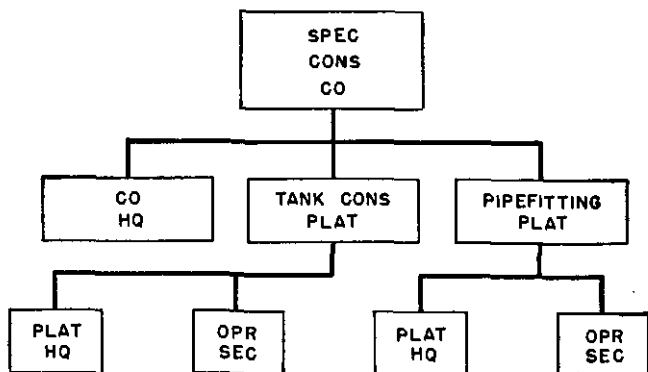 SPEC
CONS
CO
CO
HQ
TANK CONS
PLAT
PIPEFITTING
PLAT
PLAT
HQ
OPR
SEC
PLAT
HQ
OPR
SEC